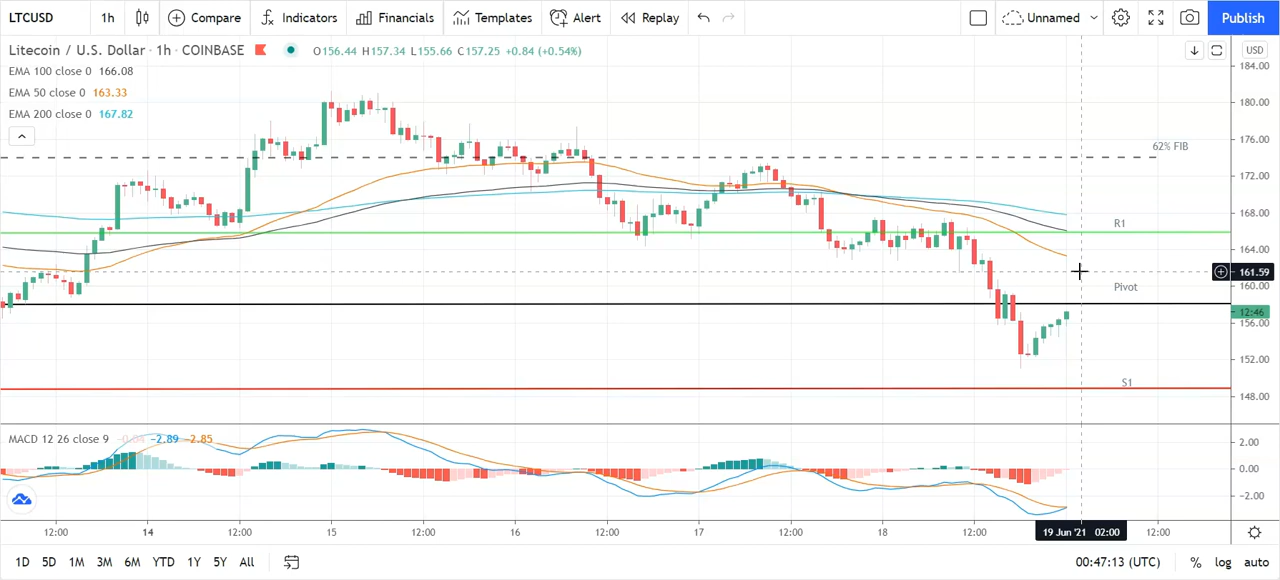 LTCUSD 1h Compare Indicators Financials Templates Alert Replay Unnamed Publish
Litecoin / U.S. Dollar · 1h · COINBASE O156.44 H157.34 L155.66 C157.25 +0.84 (+0.54%)
USD
EMA 100 close 0 166.08
EMA 50 close 0 163.33
EMA 200 close 0 167.82
184.00
180.00
176.00
172.00
168.00
164.00
161.59
160.00
12:46
156.00
152.00
148.00
62% FIB
R1
Pivot
S1
MACD 12 26 close 9 -0.04 -2.89 -2.85
2.00
0.00
-2.00
12:00 14 12:00 15 12:00 16 12:00 17 12:00 18 12:00 19 Jun '21 02:00 12:00
1D 5D 1M 3M 6M YTD 1Y 5Y All 00:47:13 (UTC) % log auto